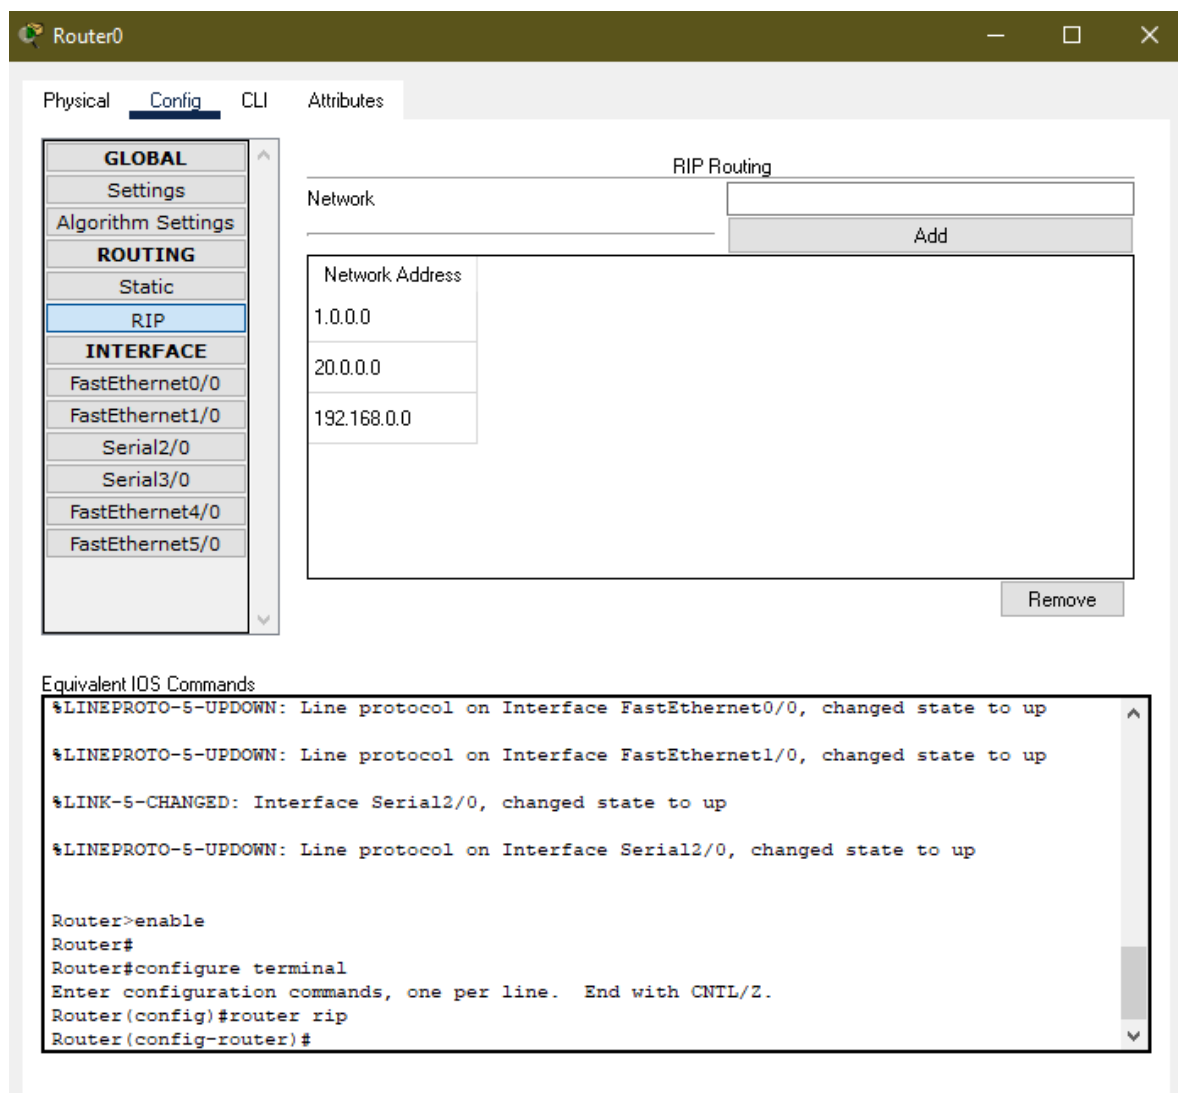 Router0
Physical Config CLI Attributes
GLOBAL
Settings
Algorithm Settings
ROUTING
Static
RIP
INTERFACE
FastEthernet0/0
FastEthernet1/0
Serial2/0
Serial3/0
FastEthernet4/0
FastEthernet5/0
RIP Routing
Network
Add
Network Address
1.0.0.0
20.0.0.0
192.168.0.0
Remove
Equivalent IOS Commands
%LINEPROTO-5-UPDOWN: Line protocol on Interface FastEthernet0/0, changed state to up
%LINEPROTO-5-UPDOWN: Line protocol on Interface FastEthernet1/0, changed state to up
%LINK-5-CHANGED: Interface Serial2/0, changed state to up
%LINEPROTO-5-UPDOWN: Line protocol on Interface Serial2/0, changed state to up
Router>enable
Router#
Router#configure terminal
Enter configuration commands, one per line.  End with CNTL/Z.
Router(config)#router rip
Router(config-router)#